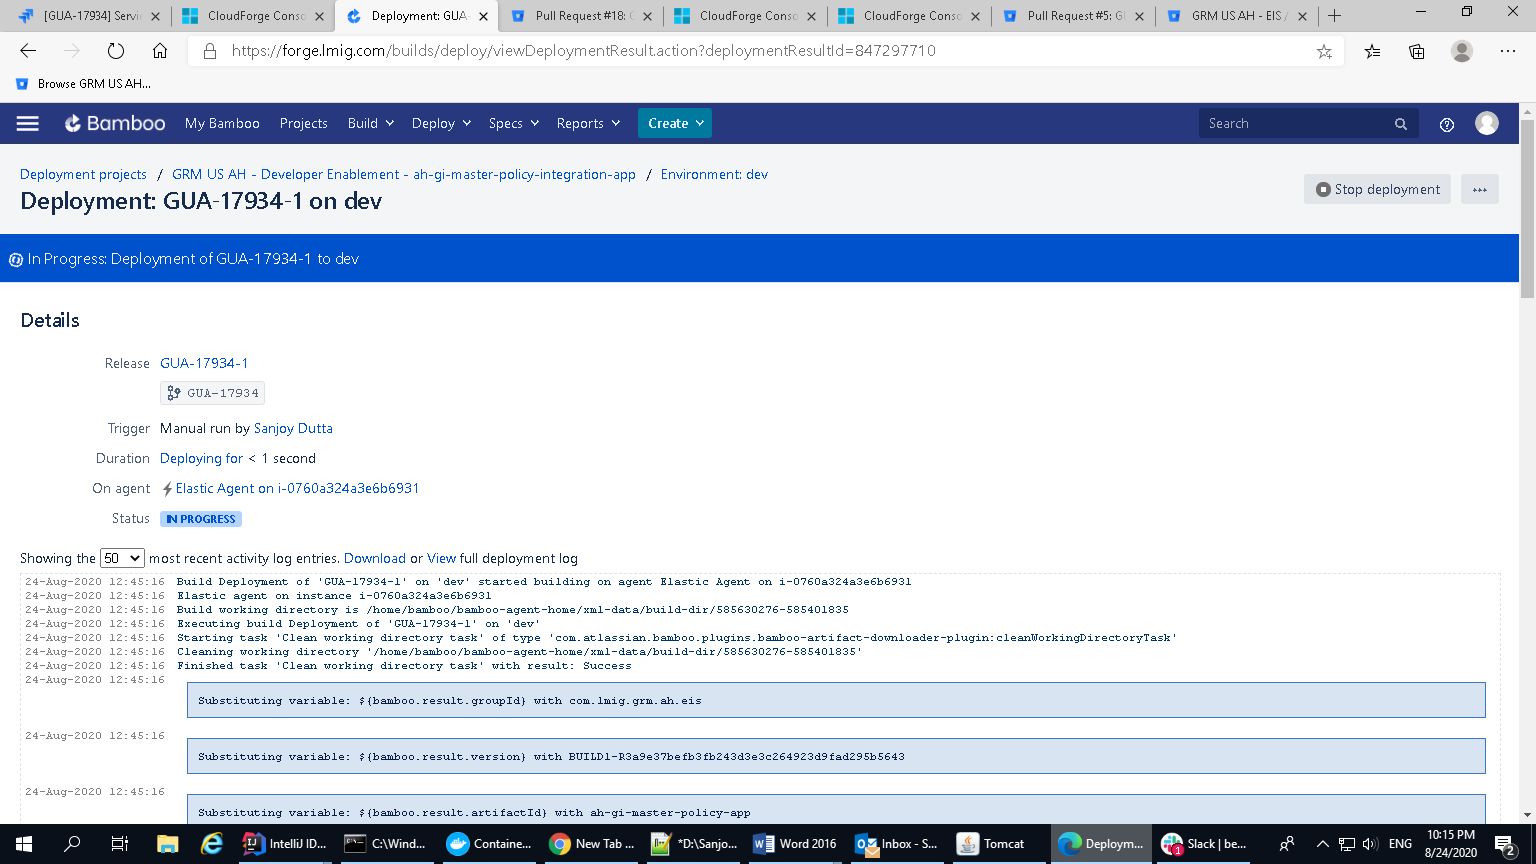 [GUA-17934] Servi
CloudForge Conso
Deployment: GUA-
Pull Request #18: G
CloudForge Conso
CloudForge Conso
Pull Request #5: GU
GRM US AH - EIS /
https://forge.lmig.com/builds/deploy/viewDeploymentResult.action?deploymentResultId=847297710
Browse GRM US AH...
Bamboo
My Bamboo
Projects
Build
Deploy
Specs
Reports
Create
Search
Deployment projects / GRM US AH - Developer Enablement - ah-gi-master-policy-integration-app / Environment: dev
Deployment: GUA-17934-1 on dev
Stop deployment
In Progress: Deployment of GUA-17934-1 to dev
Details
Release GUA-17934-1
GUA-17934
Trigger Manual run by Sanjoy Dutta
Duration Deploying for < 1 second
On agent Elastic Agent on i-0760a324a3e6b6931
Status IN PROGRESS
Showing the 50 most recent activity log entries. Download or View full deployment log
24-Aug-2020 12:45:16 Build Deployment of 'GUA-17934-1' on 'dev' started building on agent Elastic Agent on i-0760a324a3e6b6931
24-Aug-2020 12:45:16 Elastic agent on instance i-0760a324a3e6b6931
24-Aug-2020 12:45:16 Build working directory is /home/bamboo/bamboo-agent-home/xml-data/build-dir/585630276-585401835
24-Aug-2020 12:45:16 Executing build Deployment of 'GUA-17934-1' on 'dev'
24-Aug-2020 12:45:16 Starting task 'Clean working directory task' of type 'com.atlassian.bamboo.plugins.bamboo-artifact-downloader-plugin:cleanWorkingDirectoryTask'
24-Aug-2020 12:45:16 Cleaning working directory '/home/bamboo/bamboo-agent-home/xml-data/build-dir/585630276-585401835'
24-Aug-2020 12:45:16 Finished task 'Clean working directory task' with result: Success
24-Aug-2020 12:45:16
Substituting variable: ${bamboo.result.groupId} with com.lmig.grm.ah.eis
24-Aug-2020 12:45:16
Substituting variable: ${bamboo.result.version} with BUILD1-R3a9e37befb3fb243d3e3c264923d9fad295b5643
24-Aug-2020 12:45:16
Substituting variable: ${bamboo.result.artifactId} with ah-gi-master-policy-app
IntelliJ ID...
C:\Wind...
Containe...
New Tab ...
*D:\Sanjo...
Word 2016
Inbox - S...
Tomcat
Deploym...
1
Slack | be...
ENG
10:15 PM
8/24/2020
2